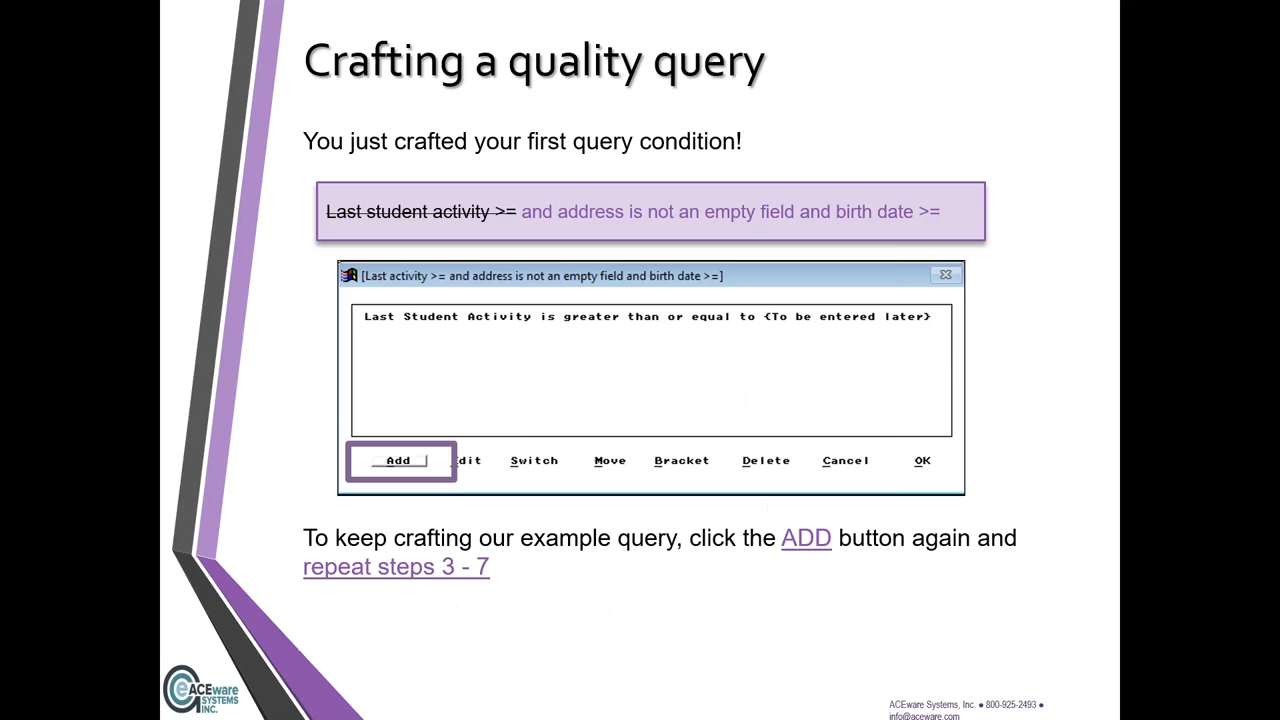 Crafting a quality query
You just crafted your first query condition!
Last student activity >= and address is not an empty field and birth date >=
[Last activity >= and address is not an empty field and birth date >=]
Last Student Activity is greater than or equal to {To be entered later}
Add Edit Switch Move Bracket Delete Cancel OK
To keep crafting our example query, click the ADD button again and
repeat steps 3 - 7
ACEware
SYSTEMS
INC.
ACEware Systems, Inc. ● 800-925-2493 ●
info@aceware.com